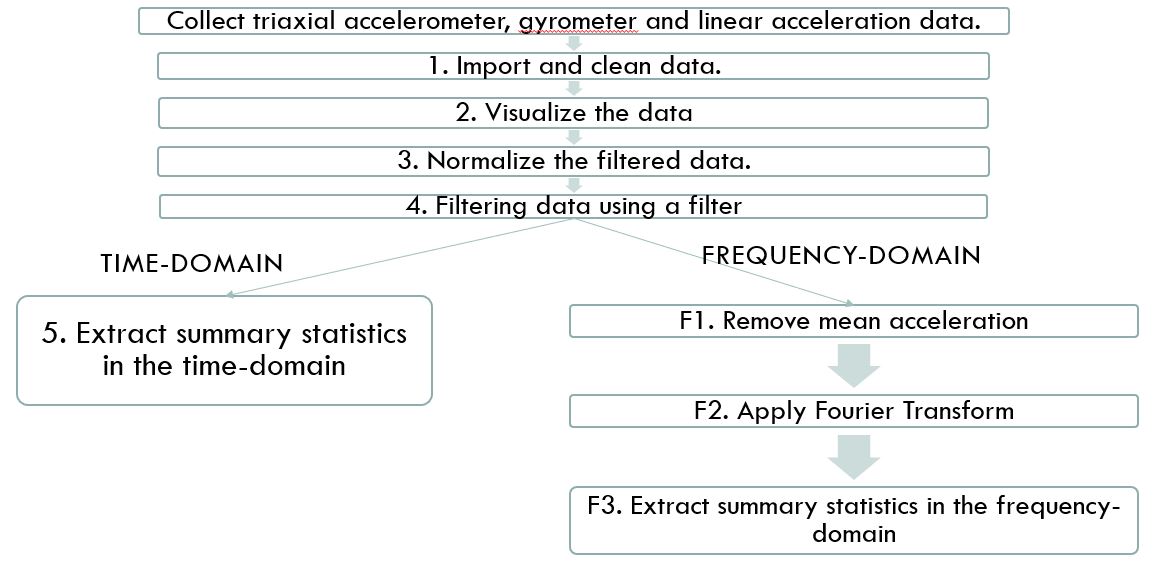 Collect triaxial accelerometer, gyrometer and linear acceleration data.
1. Import and clean data.
2. Visualize the data
3. Normalize the filtered data.
4. Filtering data using a filter
TIME-DOMAIN
FREQUENCY-DOMAIN
5. Extract summary statistics
in the time-domain
F1. Remove mean acceleration
F2. Apply Fourier Transform
F3. Extract summary statistics in the frequency-
domain